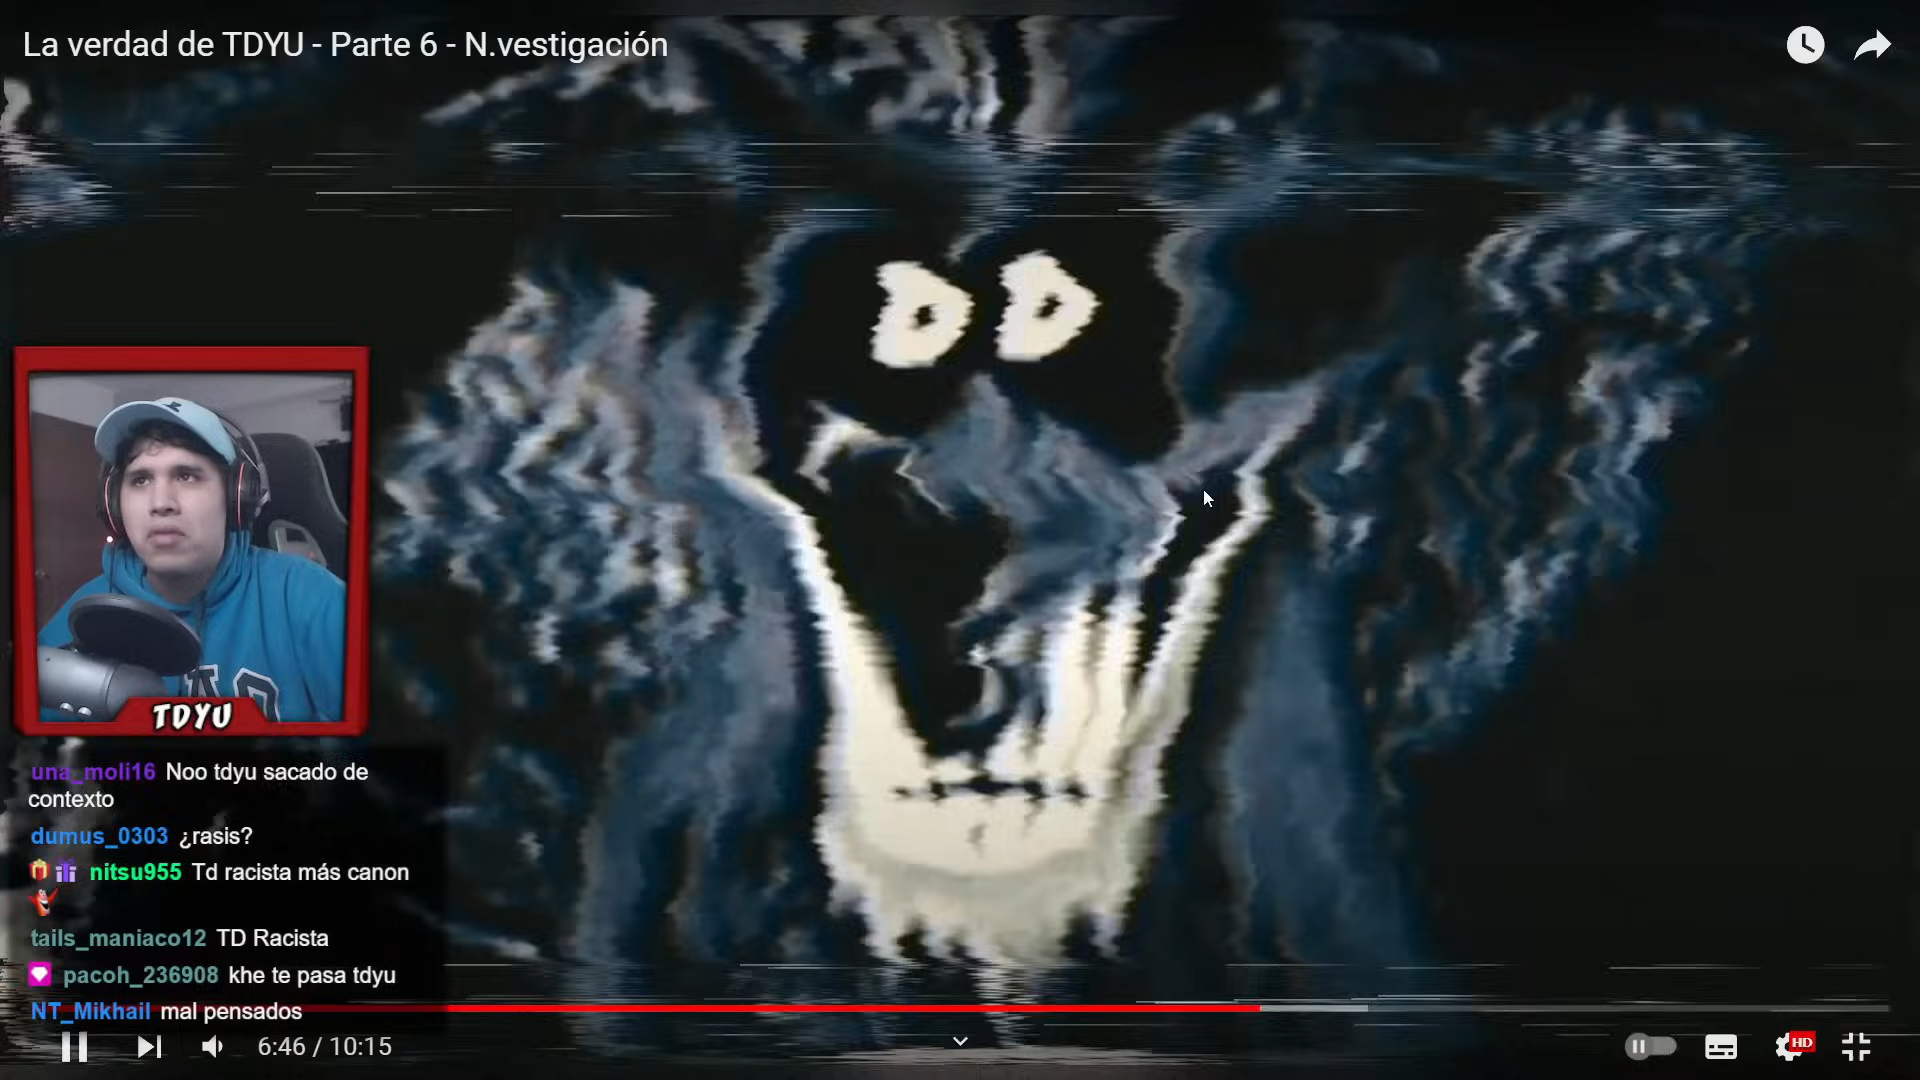 La verdad de TDYU - Parte 6 - N.vestigación
TDYU
una_moli16 Noo tdyu sacado de
contexto
dumus_0303 ¿rasis?
nitsu955 Td racista más canon
tails_maniaco12 TD Racista
pacoh_236908 khe te pasa tdyu
NT_Mikhail mal pensados
6:46 / 10:15
HD